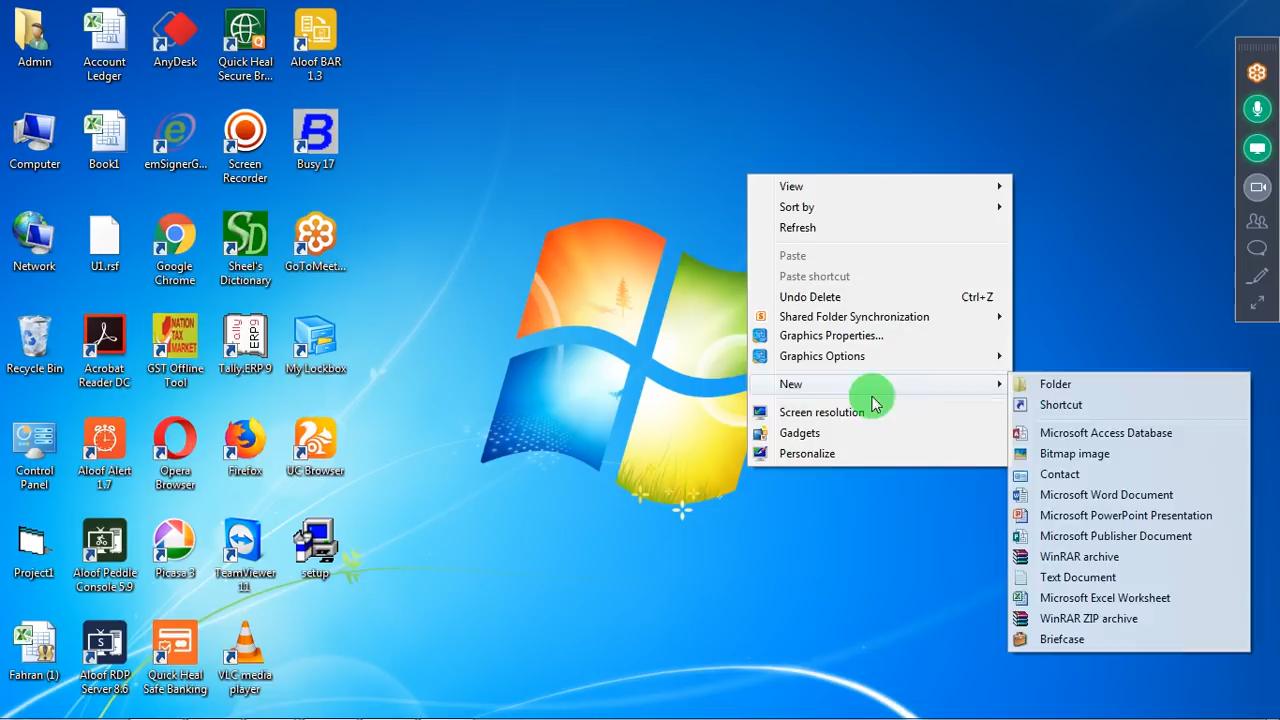 Admin
Account
Ledger
AnyDesk
Quick Heal
Secure Br...
Aloof BAR
1.3
Computer
Book1
emSignerG...
Screen
Recorder
Busy 17
Network
U1.rsf
Google
Chrome
Sheel's
Dictionary
GoToMeet...
Recycle Bin
Acrobat
Reader DC
NATION
TAX
MARKET
GST Offline
Tool
Tally
ERP9
Tally.ERP 9
My Lockbox
Control
Panel
Aloof Alert
1.7
Opera
Browser
Firefox
UC Browser
Project1
Aloof Peddle
Console 5.9
Picasa 3
TeamViewer
11
setup
Fahran (1)
Aloof RDP
Server 8.6
Quick Heal
Safe Banking
VLC media
player
View
Sort by
Refresh
Paste
Paste shortcut
Undo Delete Ctrl+Z
Shared Folder Synchronization
Graphics Properties...
Graphics Options
New
Screen resolution
Gadgets
Personalize
Folder
Shortcut
Microsoft Access Database
Bitmap image
Contact
Microsoft Word Document
Microsoft PowerPoint Presentation
Microsoft Publisher Document
WinRAR archive
Text Document
Microsoft Excel Worksheet
WinRAR ZIP archive
Briefcase